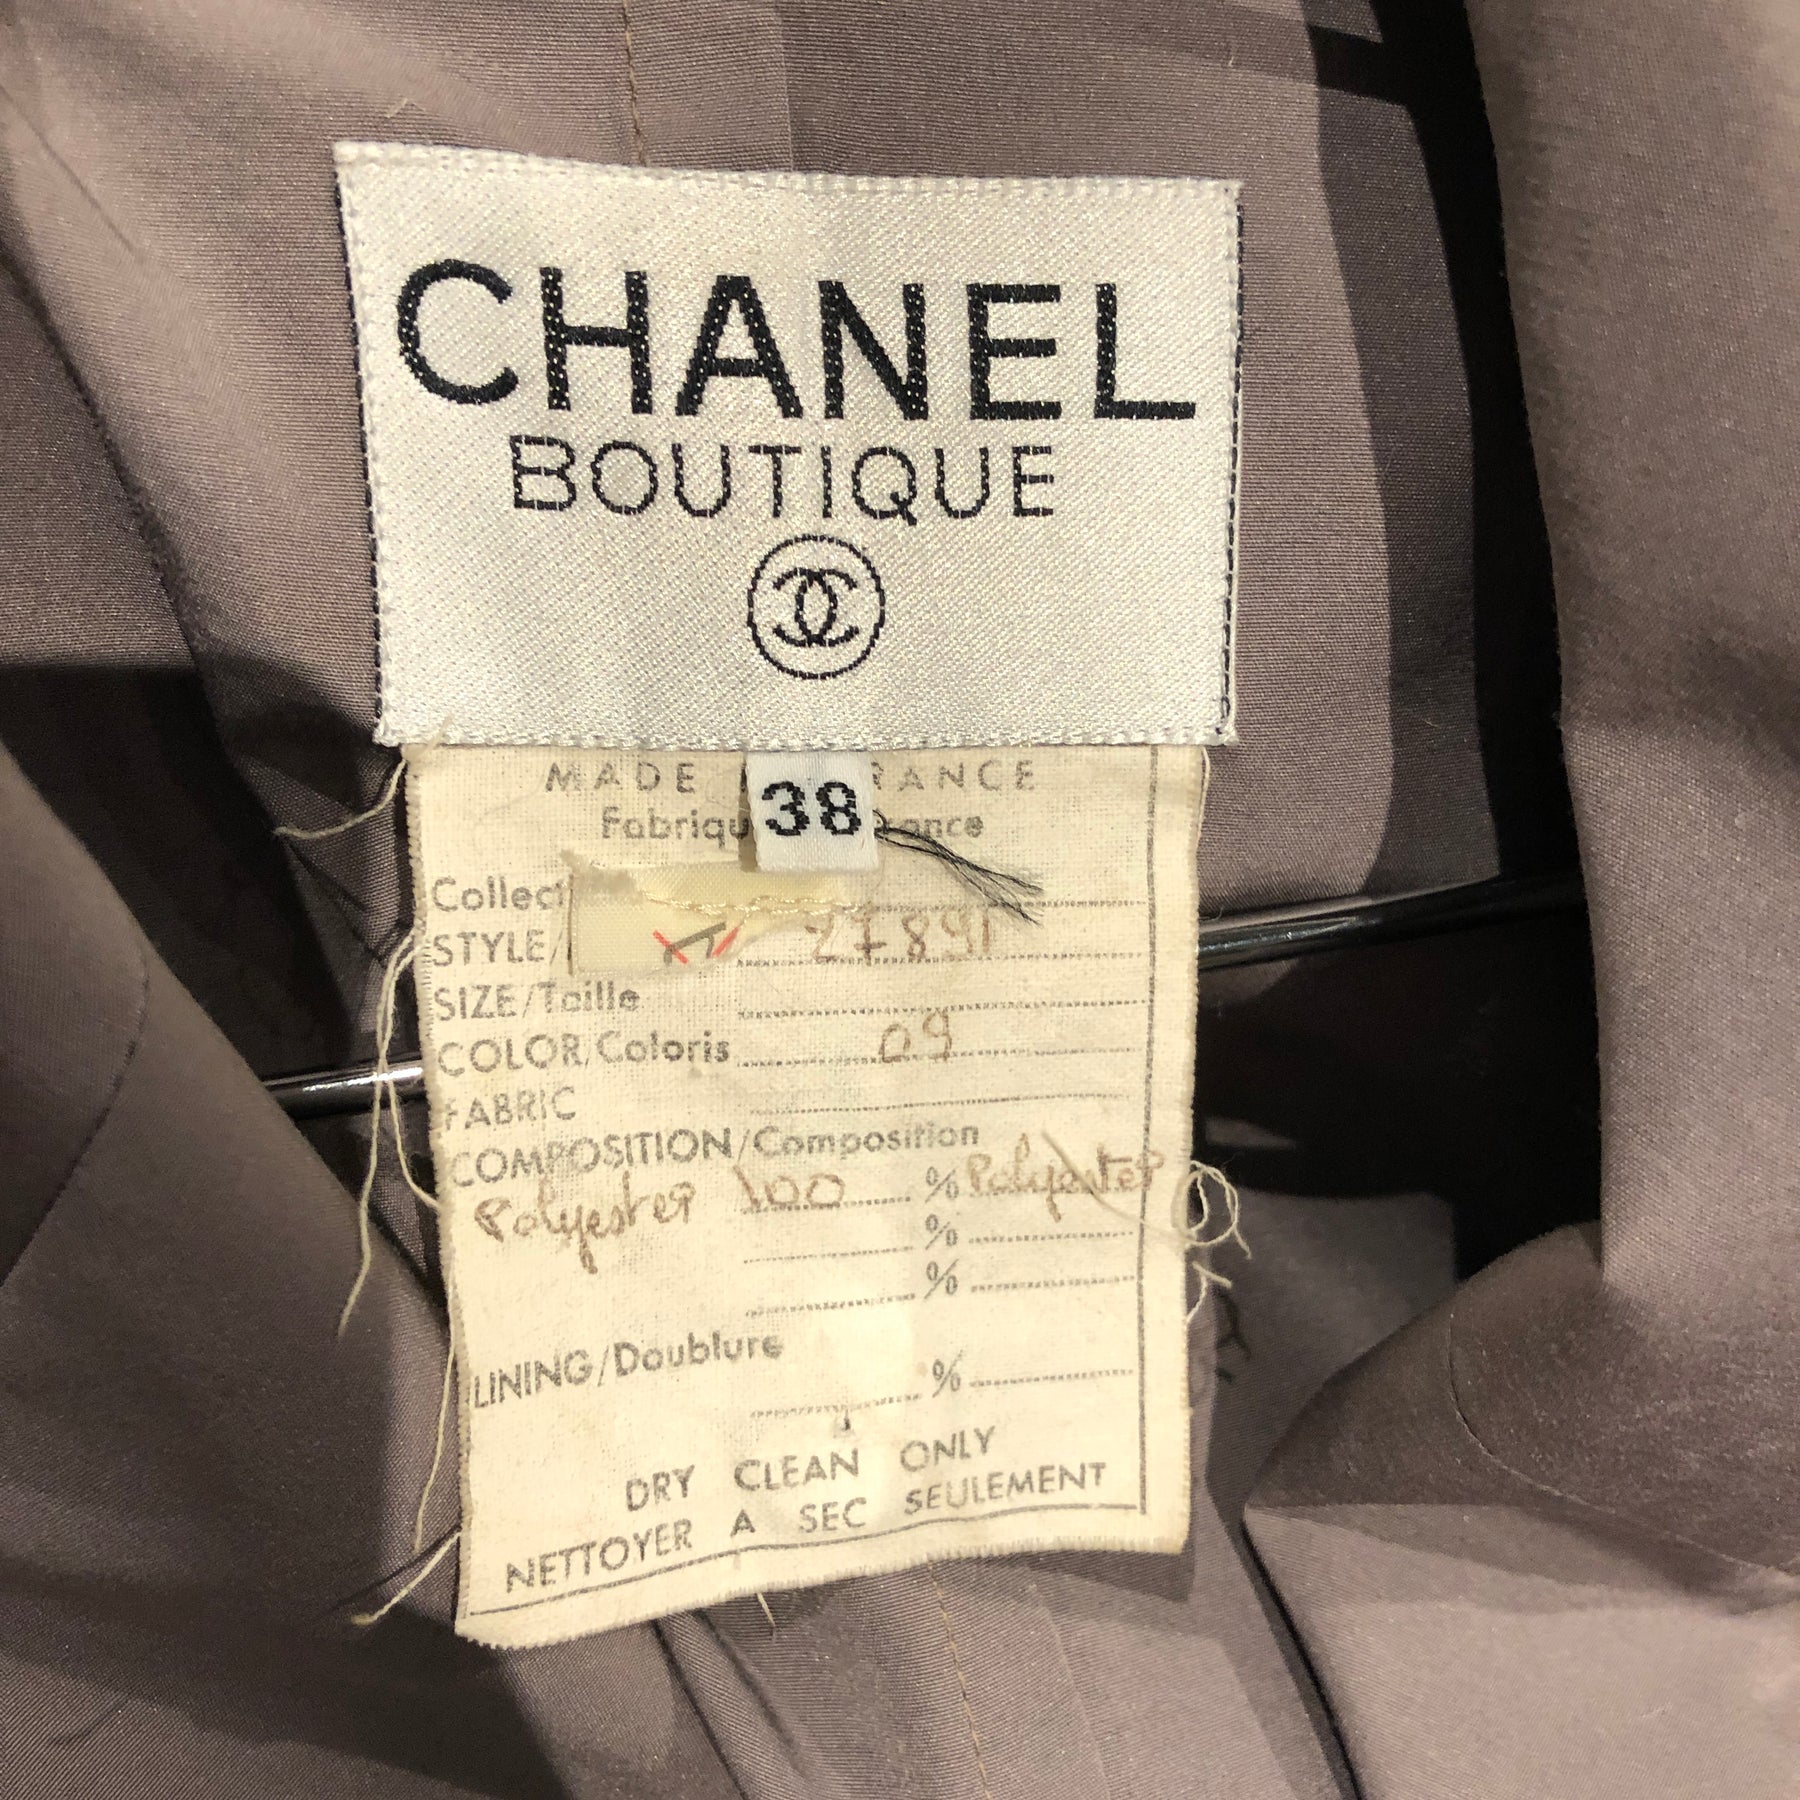 CHANEL
BOUTIQUE
MADE RANCE
38
Fabriqu ance
Collect
STYLE/ 27891
SIZE/Taille
COLOR/Coloris 09
FABRIC
COMPOSITION/Composition
Polyester 100 % Polyester
%
%
LINING/Doublure
%
DRY CLEAN ONLY
NETTOYER A SEC SEULEMENT